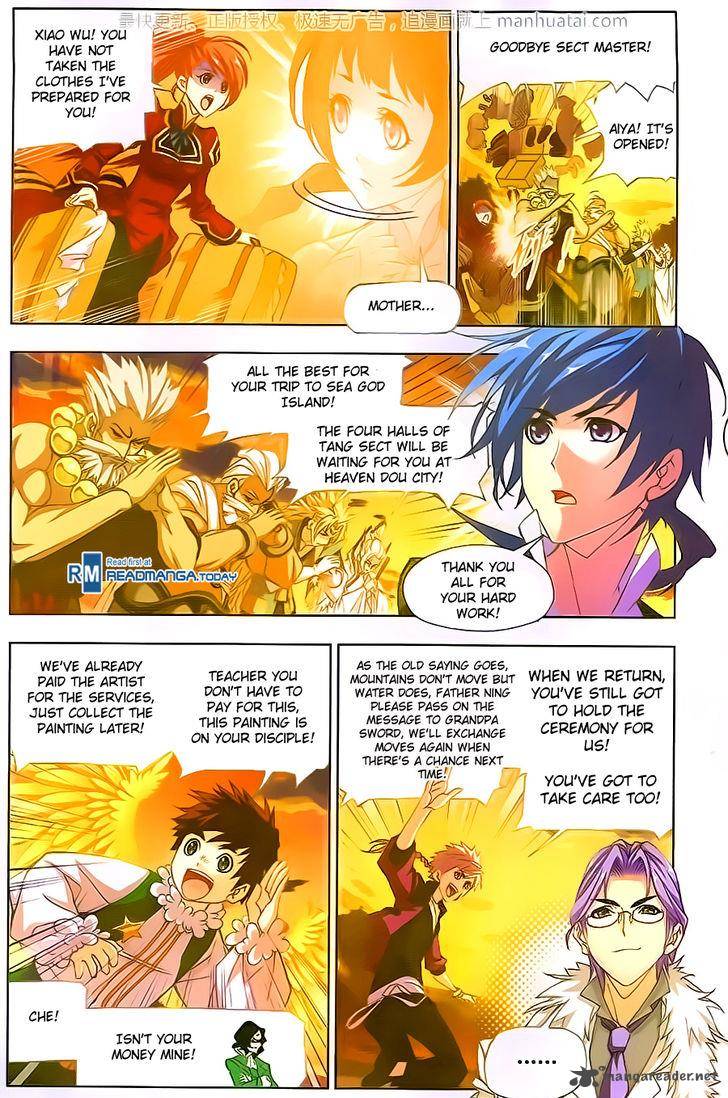 最快更新、正版授权、极速无广告，追漫画就上 manhuatai.com
XIAO WU! YOU
HAVE NOT
TAKEN THE
CLOTHES I'VE
PREPARED FOR
YOU!
MOTHER...
GOODBYE SECT MASTER!
AIYA! IT'S
OPENED!
ALL THE BEST FOR
YOUR TRIP TO SEA GOD
ISLAND!
THE FOUR HALLS OF
TANG SECT WILL BE
WAITING FOR YOU AT
HEAVEN DOU CITY!
THANK YOU
ALL FOR
YOUR HARD
WORK!
RM Read first at
READMANGA.TODAY
WE'VE ALREADY
PAID THE ARTIST
FOR THE SERVICES,
JUST COLLECT THE
PAINTING LATER!
TEACHER YOU
DON'T HAVE TO
PAY FOR THIS,
THIS PAINTING IS
ON YOUR DISCIPLE!
CHE!
ISN'T YOUR
MONEY MINE!
AS THE OLD SAYING GOES,
MOUNTAINS DON'T MOVE BUT
WATER DOES, FATHER NING
PLEASE PASS ON THE
MESSAGE TO GRANDPA
SWORD, WE'LL EXCHANGE
MOVES AGAIN WHEN
THERE'S A CHANCE NEXT
TIME!
WHEN WE RETURN,
YOU'VE STILL GOT
TO HOLD THE
CEREMONY FOR
US!
YOU'VE GOT TO
TAKE CARE TOO!
......
mangareader.net